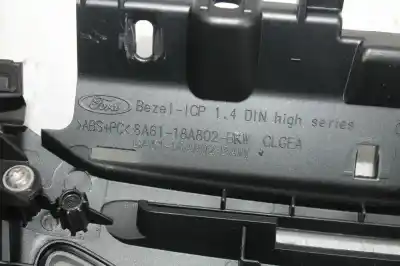 Ford Bezel-ICP 1.4 DIN high series
>ABS+PC< 8A61-18A802-BKW CLGEA